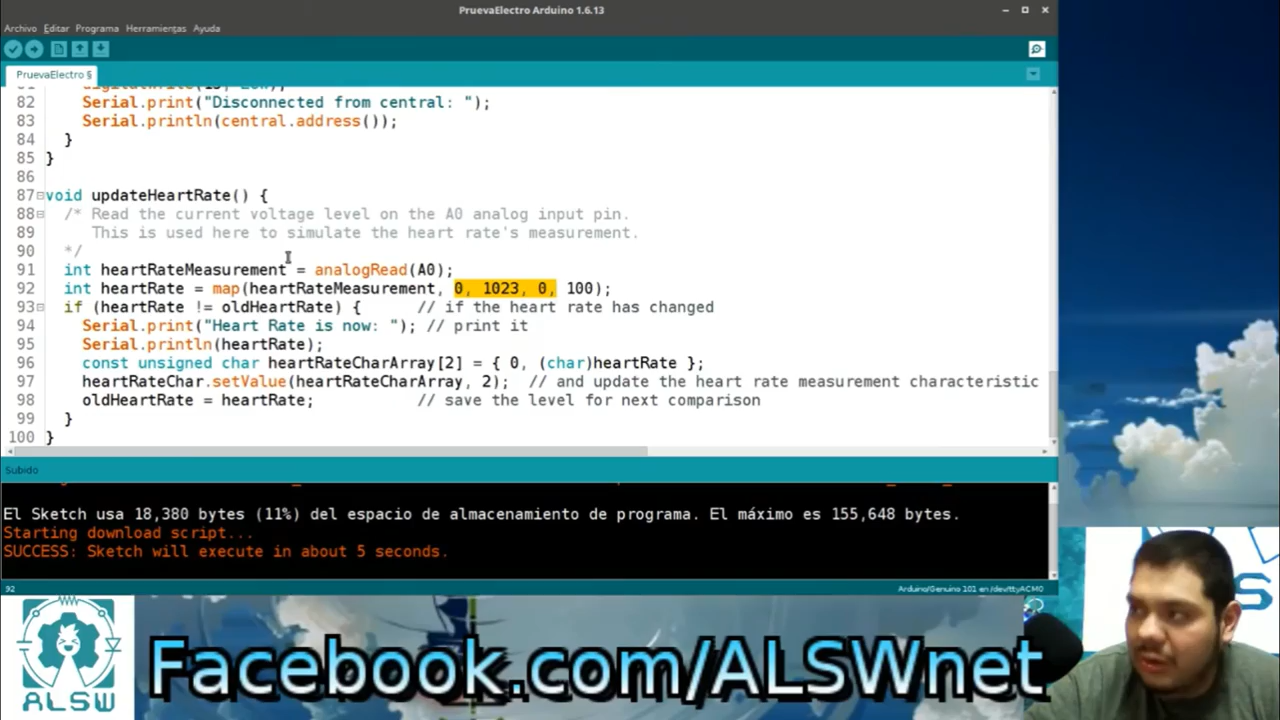 PruevaElectro Arduino 1.6.13
Archivo Editar Programa Herramientas Ayuda
PruevaElectro §
82 Serial.print("Disconnected from central: ");
83 Serial.println(central.address());
84 }
85 }
86
87 void updateHeartRate() {
88 /* Read the current voltage level on the A0 analog input pin.
89 This is used here to simulate the heart rate's measurement.
90 */
91 int heartRateMeasurement = analogRead(A0);
92 int heartRate = map(heartRateMeasurement, 0, 1023, 0, 100);
93 if (heartRate != oldHeartRate) { // if the heart rate has changed
94 Serial.print("Heart Rate is now: "); // print it
95 Serial.println(heartRate);
96 const unsigned char heartRateCharArray[2] = { 0, (char)heartRate };
97 heartRateChar.setValue(heartRateCharArray, 2); // and update the heart rate measurement characteristic
98 oldHeartRate = heartRate; // save the level for next comparison
99 }
100 }
Subido
El Sketch usa 18,380 bytes (11%) del espacio de almacenamiento de programa. El máximo es 155,648 bytes.
Starting download script...
SUCCESS: Sketch will execute in about 5 seconds.
92
Arduino/Genuino 101 en /dev/ttyACM0
ALSW
Facebook.com/ALSWnet